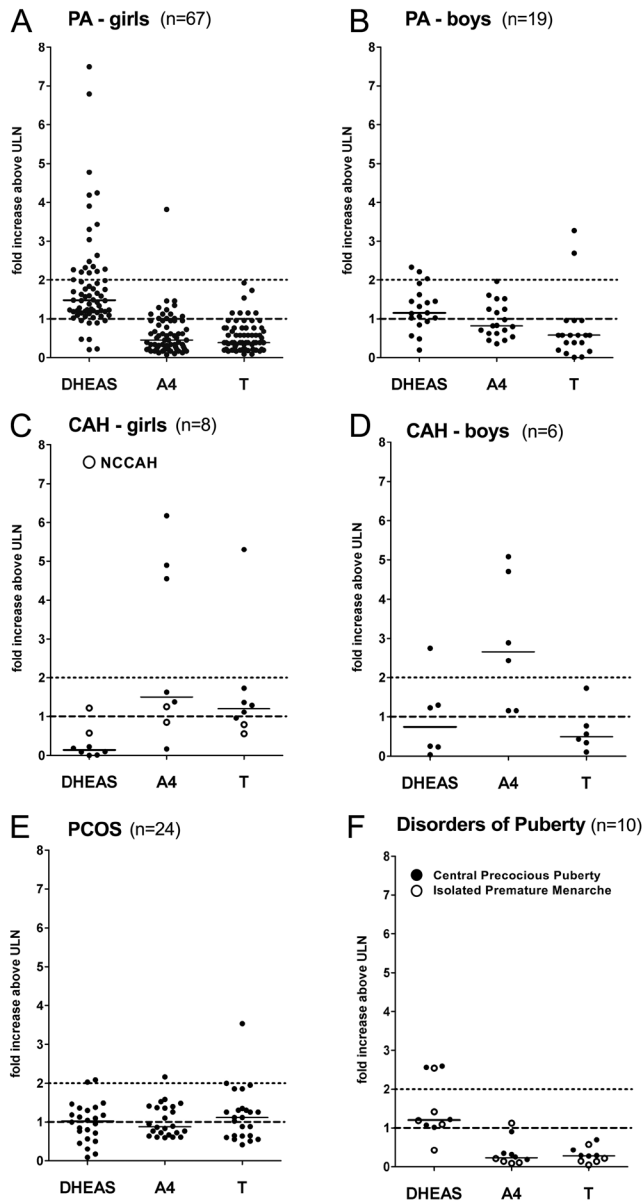 A PA - girls (n=67)
fold increase above ULN
8
7
6
5
4
3
2
1
0
DHEAS A4 T
B PA - boys (n=19)
fold increase above ULN
8
7
6
5
4
3
2
1
0
DHEAS A4 T
C CAH - girls (n=8)
NCCAH
fold increase above ULN
8
7
6
5
4
3
2
1
0
DHEAS A4 T
D CAH - boys (n=6)
fold increase above ULN
8
7
6
5
4
3
2
1
0
DHEAS A4 T
E PCOS (n=24)
fold increase above ULN
8
7
6
5
4
3
2
1
0
DHEAS A4 T
F Disorders of Puberty (n=10)
Central Precocious Puberty
Isolated Premature Menarche
fold increase above ULN
8
7
6
5
4
3
2
1
0
DHEAS A4 T